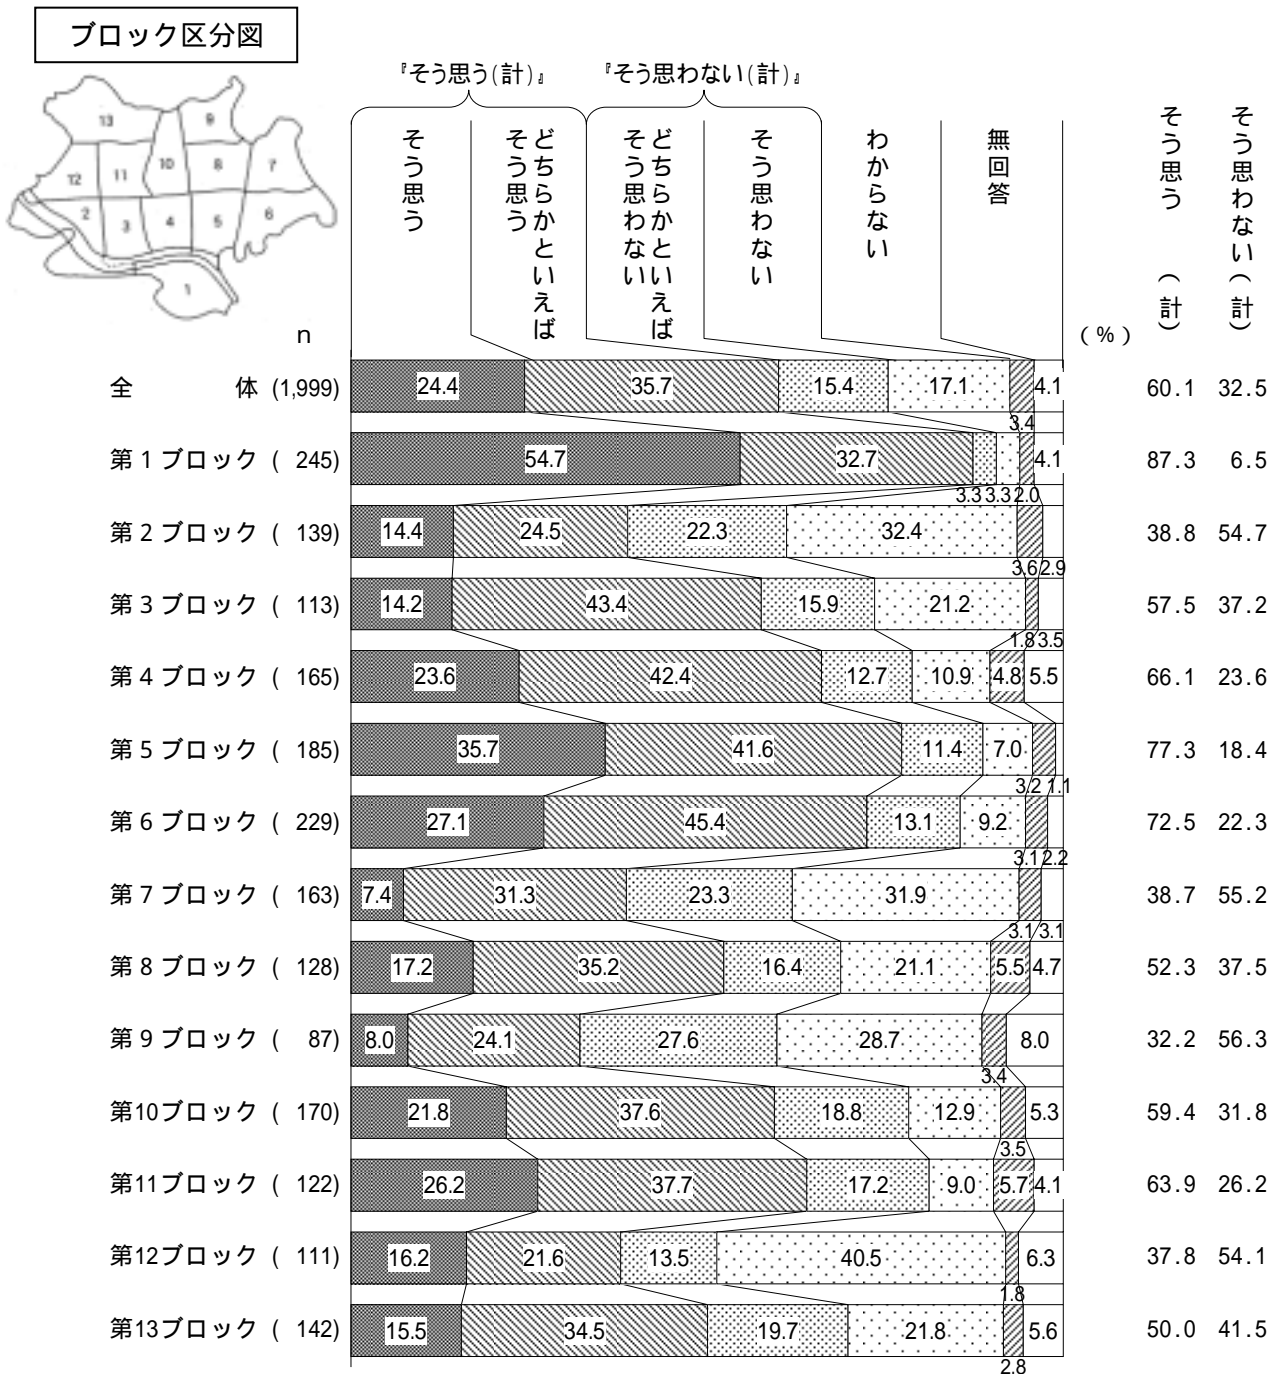 ブロック区分図
13
9
12
11
10
8
7
2
3
4
5
6
1
『そう思う(計)』
『そう思わない(計)』
そう思う
どちらかといえば
そう思う
どちらかといえば
そう思わない
そう思わない
わからない
無回答
そう思う(計)
そう思わない(計)
n
(%)
全体 (1,999) 24.4 35.7 15.4 17.1 3.4 4.1 60.1 32.5
第1ブロック ( 245) 54.7 32.7 3.3 3.3 2.0 4.1 87.3 6.5
第2ブロック ( 139) 14.4 24.5 22.3 32.4 3.6 2.9 38.8 54.7
第3ブロック ( 113) 14.2 43.4 15.9 21.2 1.8 3.5 57.5 37.2
第4ブロック ( 165) 23.6 42.4 12.7 10.9 4.8 5.5 66.1 23.6
第5ブロック ( 185) 35.7 41.6 11.4 7.0 3.2 1.1 77.3 18.4
第6ブロック ( 229) 27.1 45.4 13.1 9.2 3.1 2.2 72.5 22.3
第7ブロック ( 163) 7.4 31.3 23.3 31.9 3.1 3.1 38.7 55.2
第8ブロック ( 128) 17.2 35.2 16.4 21.1 5.5 4.7 52.3 37.5
第9ブロック ( 87) 8.0 24.1 27.6 28.7 3.4 8.0 32.2 56.3
第10ブロック ( 170) 21.8 37.6 18.8 12.9 3.5 5.3 59.4 31.8
第11ブロック ( 122) 26.2 37.7 17.2 9.0 5.7 4.1 63.9 26.2
第12ブロック ( 111) 16.2 21.6 13.5 40.5 1.8 6.3 37.8 54.1
第13ブロック ( 142) 15.5 34.5 19.7 21.8 2.8 5.6 50.0 41.5